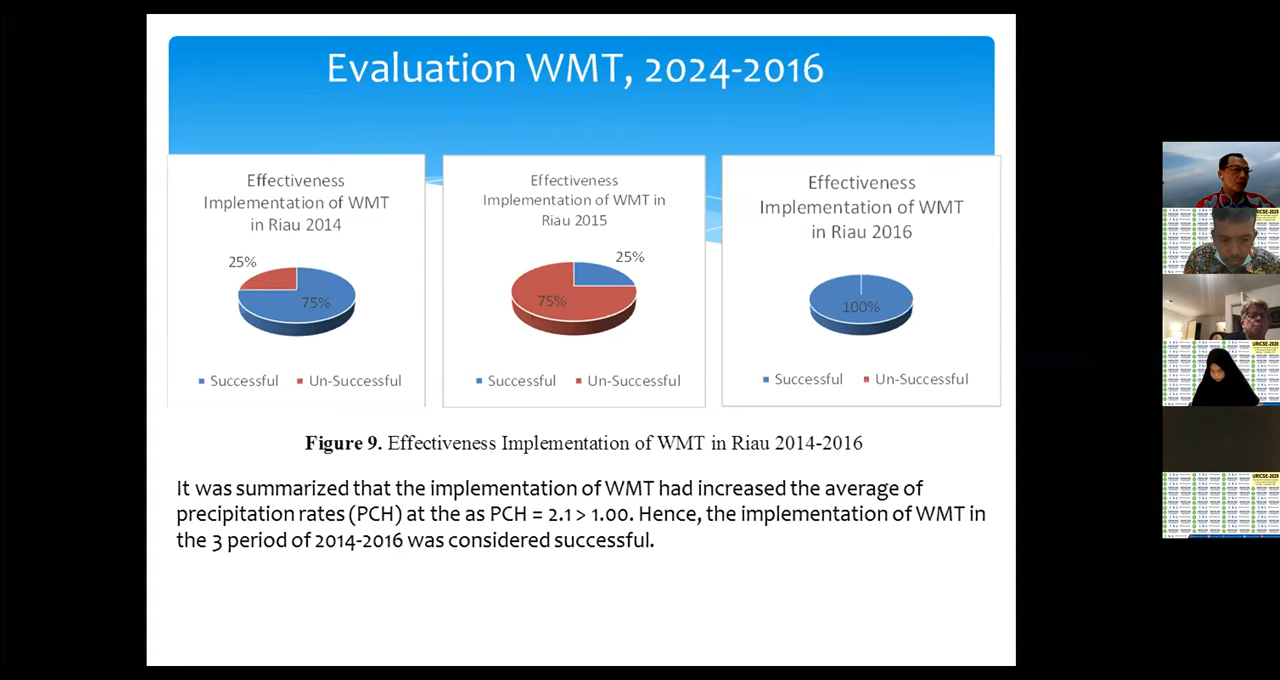 Evaluation WMT, 2024-2016
Effectiveness
Implementation of WMT
in Riau 2014
25%
75%
Successful
Un-Successful
Effectiveness
Implementation of WMT in
Riau 2015
25%
75%
Successful
Un-Successful
Effectiveness
Implementation of WMT
in Riau 2016
100%
Successful
Un-Successful
Figure 9. Effectiveness Implementation of WMT in Riau 2014-2016
It was summarized that the implementation of WMT had increased the average of
precipitation rates (PCH) at the as PCH = 2.1 > 1.00. Hence, the implementation of WMT in
the 3 period of 2014-2016 was considered successful.
URICSE-2020
URICSE-2020